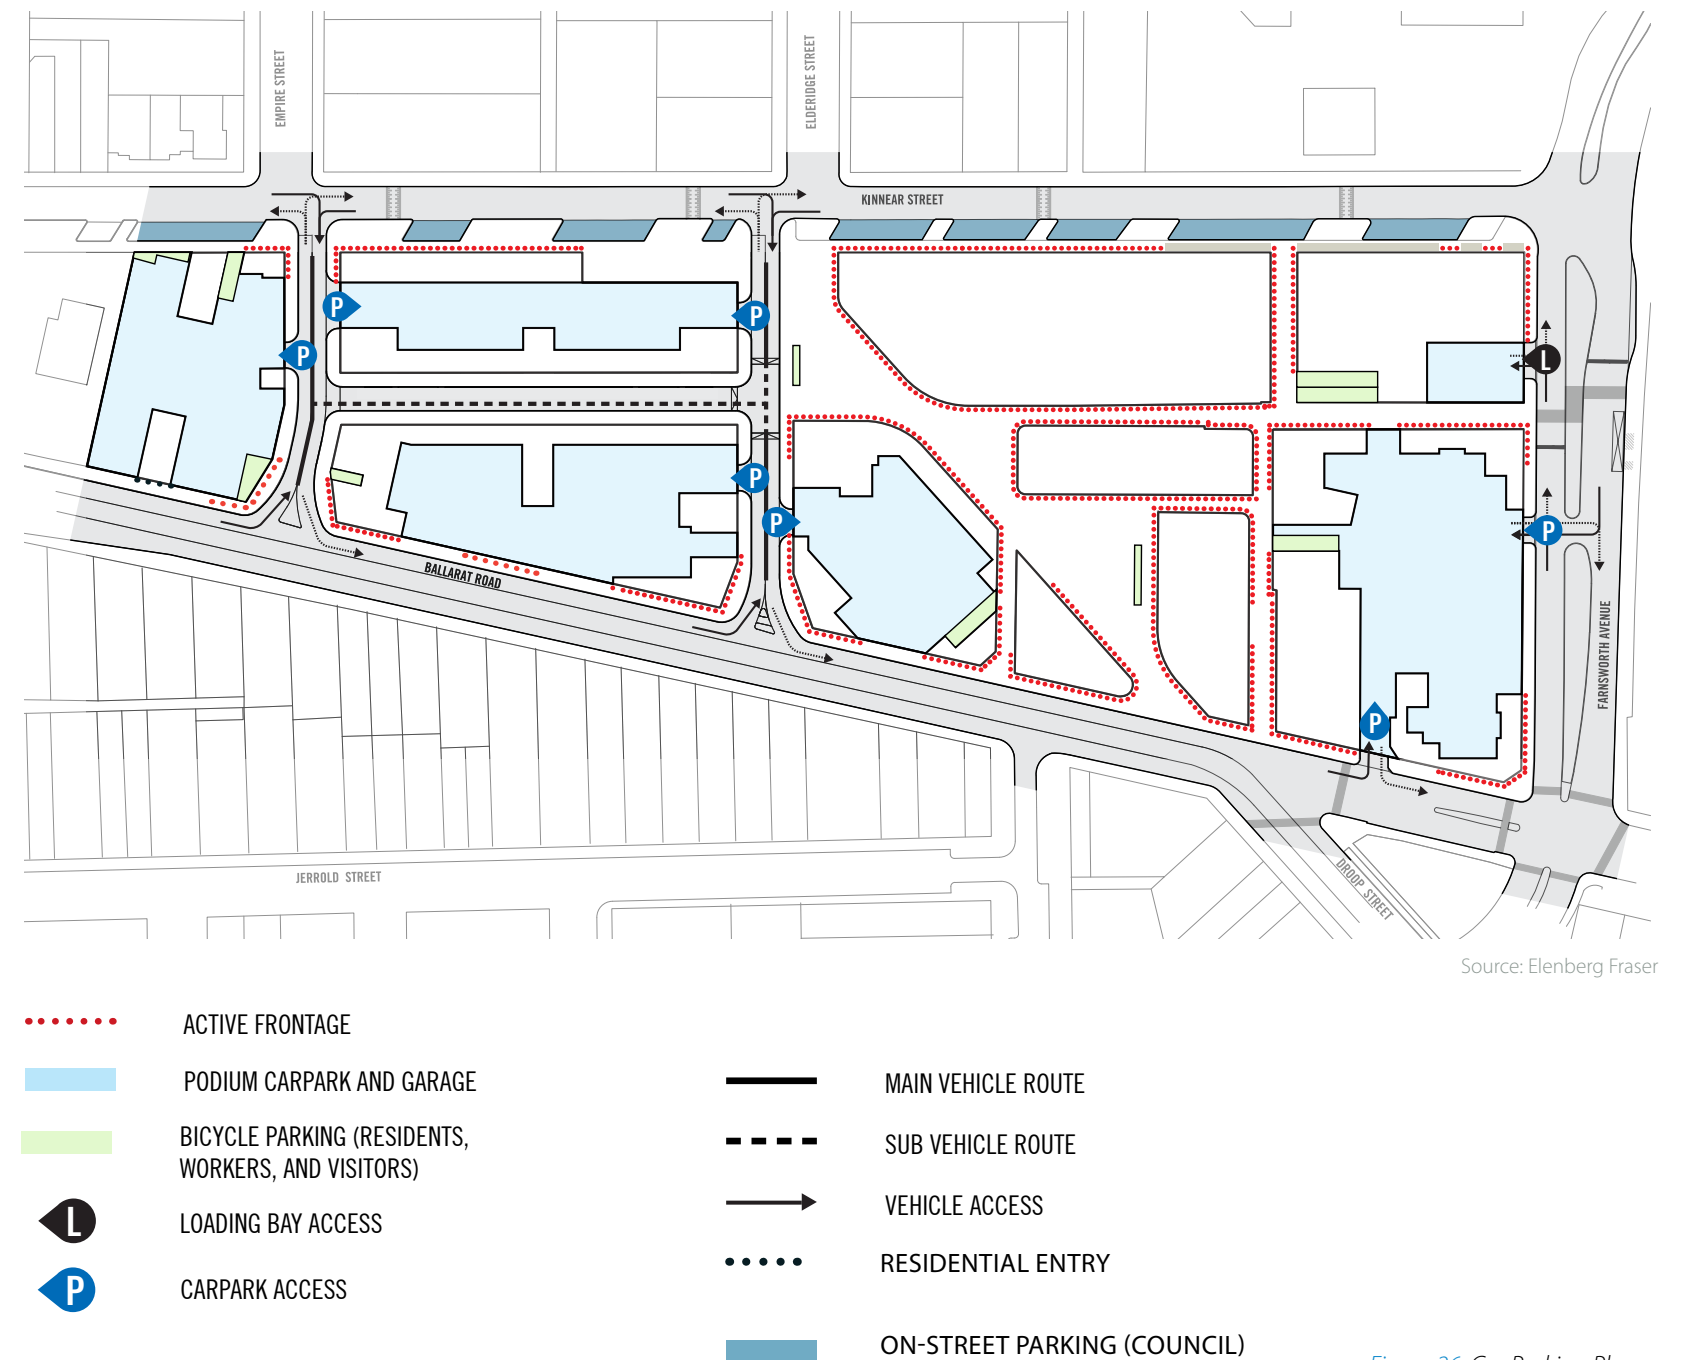 EMPIRE STREET
ELDERIDGE STREET
KINNEAR STREET
P
P
P
L
P
P
P
BALLARAT ROAD
FARNSWORTH AVENUE
P
JERROLD STREET
DROOP STREET
Source: Elenberg Fraser
ACTIVE FRONTAGE
PODIUM CARPARK AND GARAGE
BICYCLE PARKING (RESIDENTS,
WORKERS, AND VISITORS)
L LOADING BAY ACCESS
P CARPARK ACCESS
MAIN VEHICLE ROUTE
SUB VEHICLE ROUTE
VEHICLE ACCESS
RESIDENTIAL ENTRY
ON-STREET PARKING (COUNCIL)